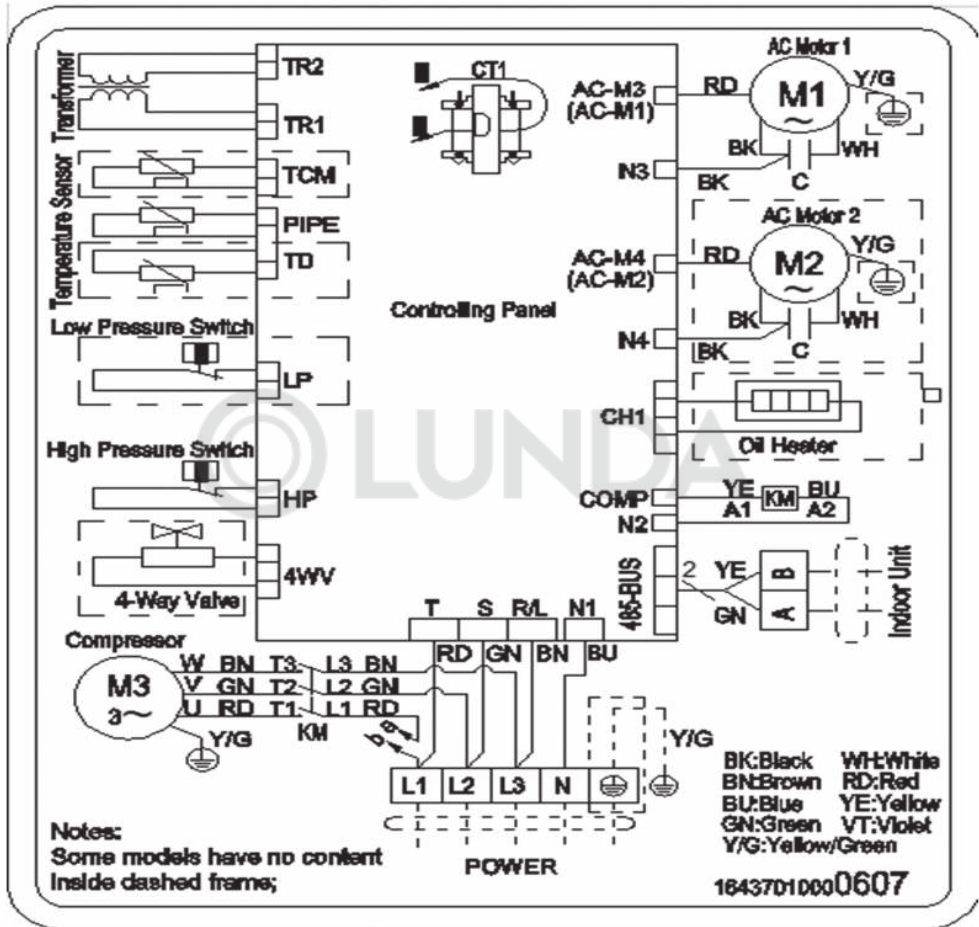 Transformer
TR2
TR1
Temperature Sensor
TCM
PIPE
TD
Low Pressure Switch
LP
High Pressure Switch
HP
4WV
4-Way Valve
CT1
Controlling Panel
LUNDA
AC Motor 1
AC-M3
(AC-M1)
RD
M1
~
Y/G
BK
WH
N3
BK
C
AC Motor 2
AC-M4
(AC-M2)
RD
M2
~
Y/G
BK
WH
N4
BK
C
CH1
Oil Heater
COMP
YE
KM
BU
N2
A1
A2
485-BUS
2
YE
B
GN
A
Indoor Unit
T
S
R/L
N1
RD
GN
BN
BU
Compressor
M3
3~
W BN T3 L3 BN
V GN T2 L2 GN
U RD T1 L1 RD
KM
Y/G
a
b
L1
L2
L3
N
Y/G
POWER
BK:Black WH:White
BN:Brown RD:Red
BU:Blue YE:Yellow
GN:Green VT:Violet
Y/G:Yellow/Green
Notes:
Some models have no content
inside dashed frame;
16437010000607